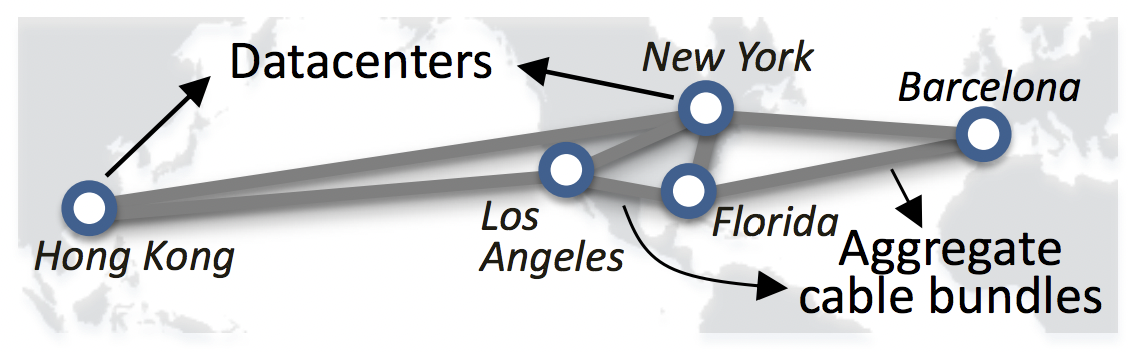 Datacenters
New York
Barcelona
Hong Kong
Los
Angeles
Florida
Aggregate
cable bundles